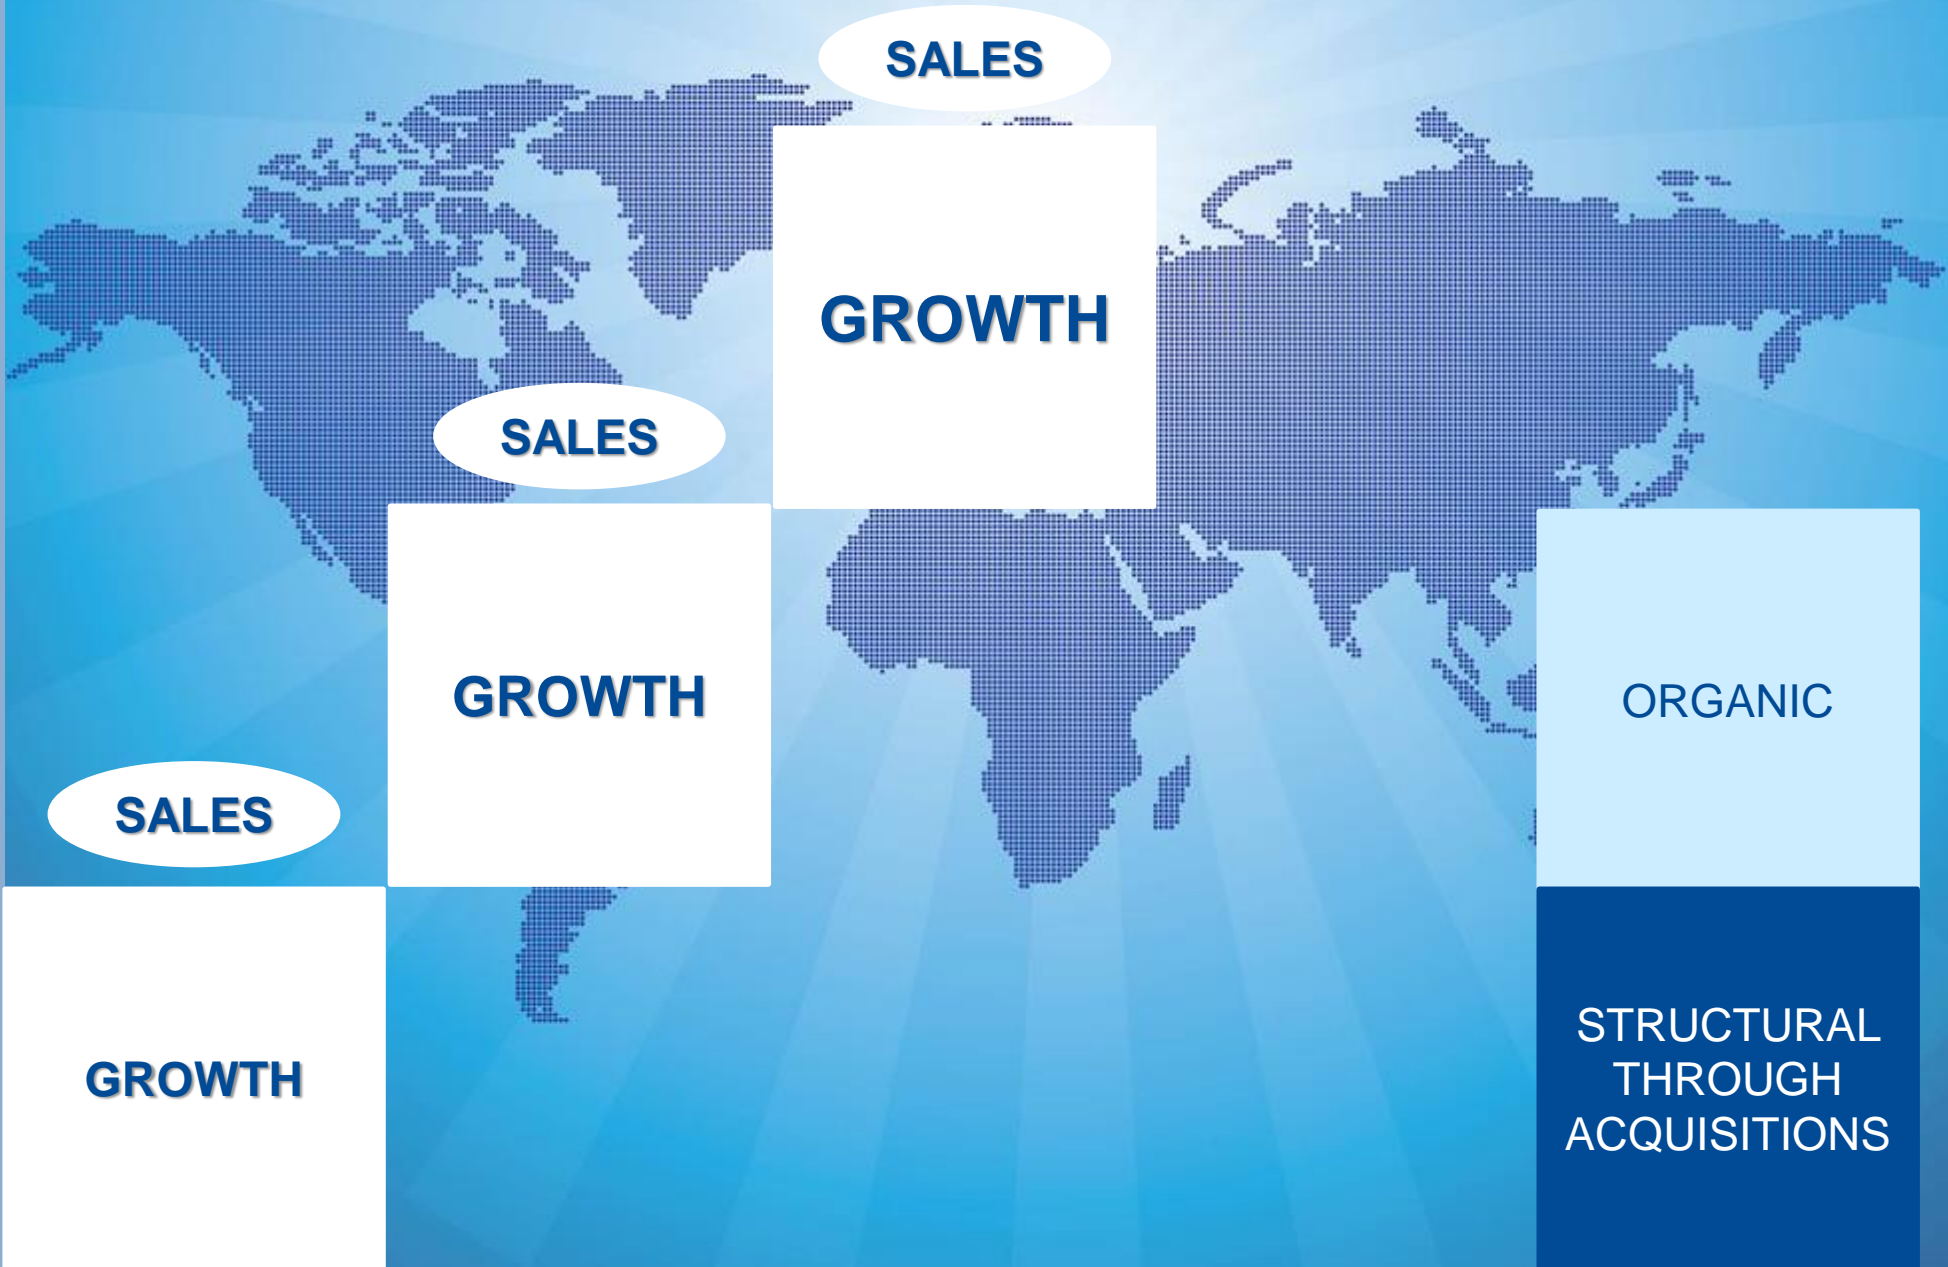 SALES
GROWTH
SALES
GROWTH
SALES
GROWTH
ORGANIC
STRUCTURAL
THROUGH
ACQUISITIONS